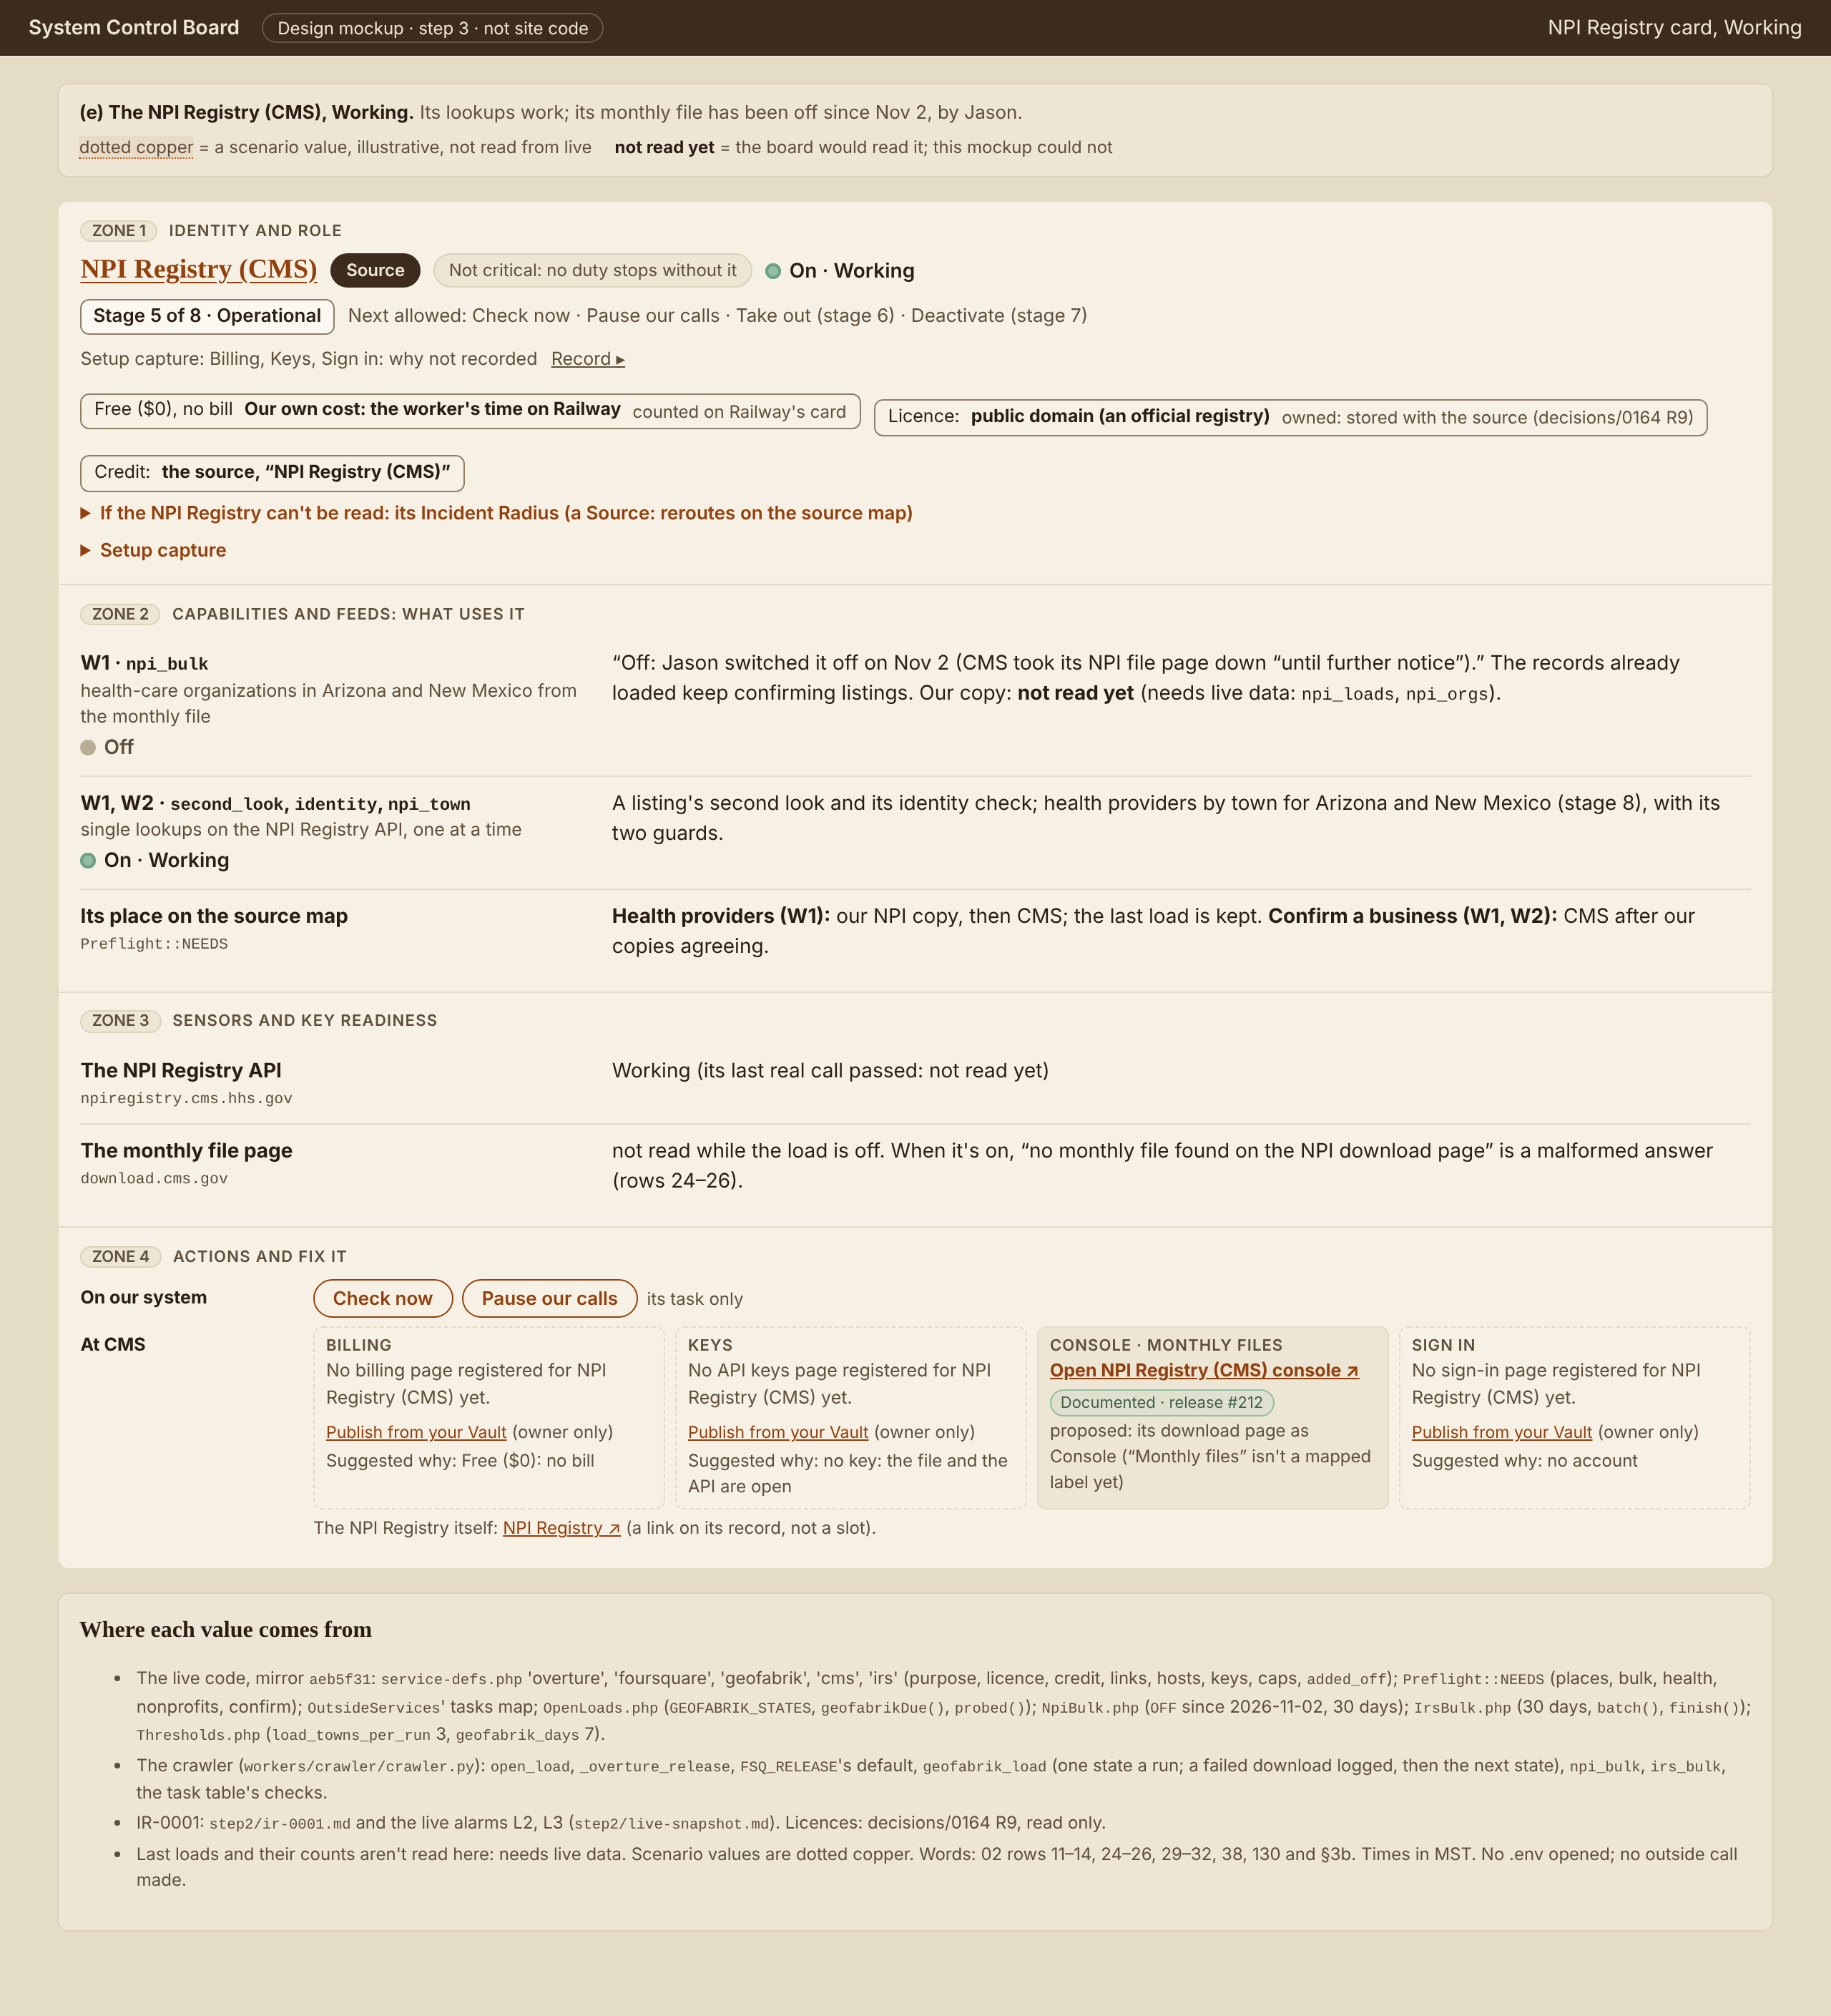 System Control Board
Design mockup · step 3 · not site code
NPI Registry card, Working
(e) The NPI Registry (CMS), Working. Its lookups work; its monthly file has been off since Nov 2, by Jason.
dotted copper = a scenario value, illustrative, not read from live    not read yet = the board would read it; this mockup could not
ZONE 1 IDENTITY AND ROLE
NPI Registry (CMS) Source Not critical: no duty stops without it On · Working
Stage 5 of 8 · Operational Next allowed: Check now · Pause our calls · Take out (stage 6) · Deactivate (stage 7)
Setup capture: Billing, Keys, Sign in: why not recorded Record ▸
Free ($0), no bill Our own cost: the worker's time on Railway counted on Railway's card
Licence: public domain (an official registry) owned: stored with the source (decisions/0164 R9)
Credit: the source, “NPI Registry (CMS)”
▶ If the NPI Registry can't be read: its Incident Radius (a Source: reroutes on the source map)
▶ Setup capture
ZONE 2 CAPABILITIES AND FEEDS: WHAT USES IT
W1 · npi_bulk
health-care organizations in Arizona and New Mexico from
the monthly file
Off
“Off: Jason switched it off on Nov 2 (CMS took its NPI file page down “until further notice”).” The records already
loaded keep confirming listings. Our copy: not read yet (needs live data: npi_loads, npi_orgs).
W1, W2 · second_look, identity, npi_town
single lookups on the NPI Registry API, one at a time
On · Working
A listing's second look and its identity check; health providers by town for Arizona and New Mexico (stage 8), with its
two guards.
Its place on the source map
Preflight::NEEDS
Health providers (W1): our NPI copy, then CMS; the last load is kept. Confirm a business (W1, W2): CMS after our
copies agreeing.
ZONE 3 SENSORS AND KEY READINESS
The NPI Registry API
npiregistry.cms.hhs.gov
Working (its last real call passed: not read yet)
The monthly file page
download.cms.gov
not read while the load is off. When it's on, “no monthly file found on the NPI download page” is a malformed answer
(rows 24–26).
ZONE 4 ACTIONS AND FIX IT
On our system
Check now
Pause our calls
its task only
At CMS
BILLING
No billing page registered for NPI
Registry (CMS) yet.
Publish from your Vault (owner only)
Suggested why: Free ($0): no bill
KEYS
No API keys page registered for NPI
Registry (CMS) yet.
Publish from your Vault (owner only)
Suggested why: no key: the file and the
API are open
CONSOLE · MONTHLY FILES
Open NPI Registry (CMS) console ↗
Documented · release #212
proposed: its download page as
Console (“Monthly files” isn't a mapped
label yet)
SIGN IN
No sign-in page registered for NPI
Registry (CMS) yet.
Publish from your Vault (owner only)
Suggested why: no account
The NPI Registry itself: NPI Registry ↗ (a link on its record, not a slot).
Where each value comes from
• The live code, mirror aeb5f31: service-defs.php 'overture', 'foursquare', 'geofabrik', 'cms', 'irs' (purpose, licence, credit, links, hosts, keys, caps, added_off); Preflight::NEEDS (places, bulk, health,
nonprofits, confirm); OutsideServices' tasks map; OpenLoads.php (GEOFABRIK_STATES, geofabrikDue(), probed()); NpiBulk.php (OFF since 2026-11-02, 30 days); IrsBulk.php (30 days, batch(), finish());
Thresholds.php (load_towns_per_run 3, geofabrik_days 7).
• The crawler (workers/crawler/crawler.py): open_load, _overture_release, FSQ_RELEASE's default, geofabrik_load (one state a run; a failed download logged, then the next state), npi_bulk, irs_bulk,
the task table's checks.
• IR-0001: step2/ir-0001.md and the live alarms L2, L3 (step2/live-snapshot.md). Licences: decisions/0164 R9, read only.
• Last loads and their counts aren't read here: needs live data. Scenario values are dotted copper. Words: 02 rows 11–14, 24–26, 29–32, 38, 130 and §3b. Times in MST. No .env opened; no outside call
made.